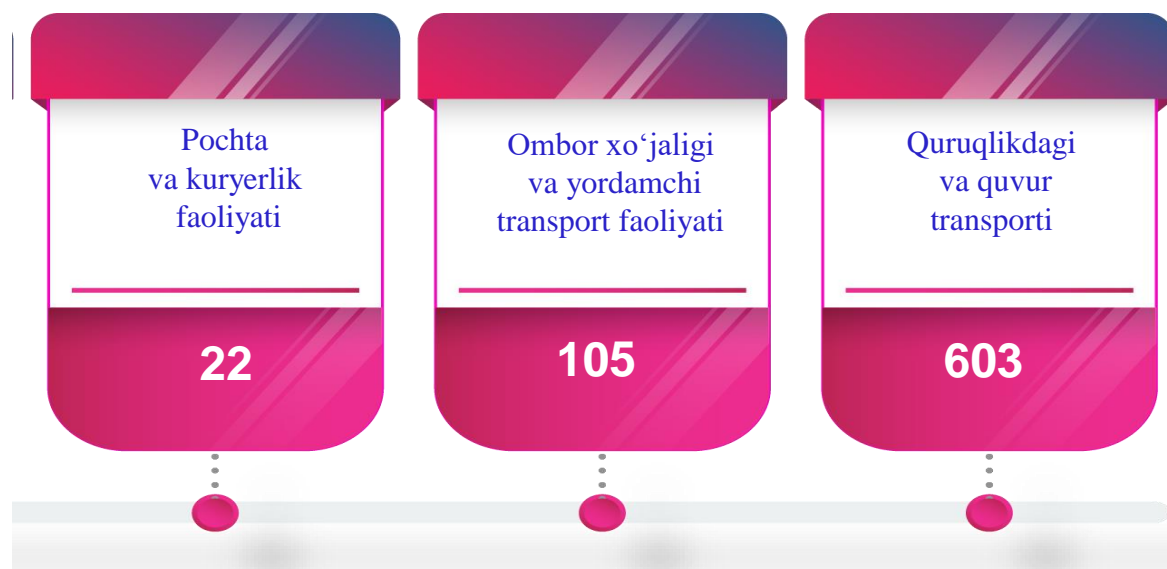 Pochta
va kuryerlik
faoliyati
22
Ombor xo‘jaligi
va yordamchi
transport faoliyati
105
Quruqlikdagi
va quvur
transporti
603